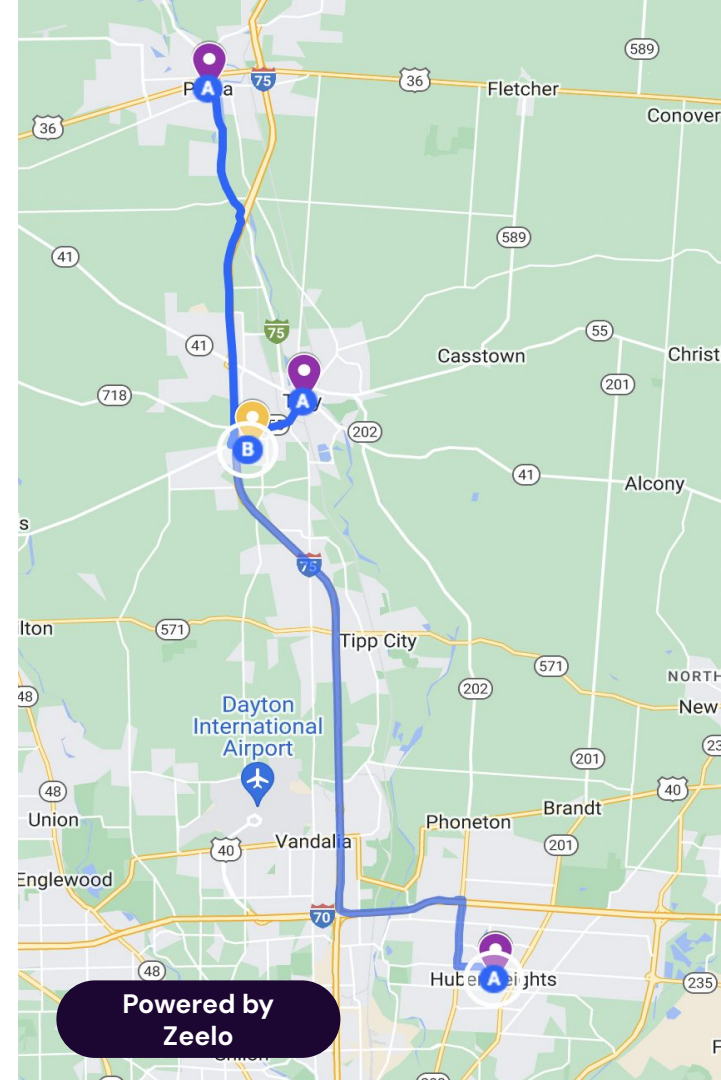 589
36
75
Fletcher
A
Conover
36
41
589
41
75
55
41
Casstown
Christ
201
718
A
202
B
41
Alcony
s
75
lton
571
Tipp City
571
NORTH
202
New
48
Dayton
International
Airport
23
201
40
48
Brandt
Union
Phoneton
Vandalia
201
40
Englewood
70
48
A
235
Powered by
Zeelo
F